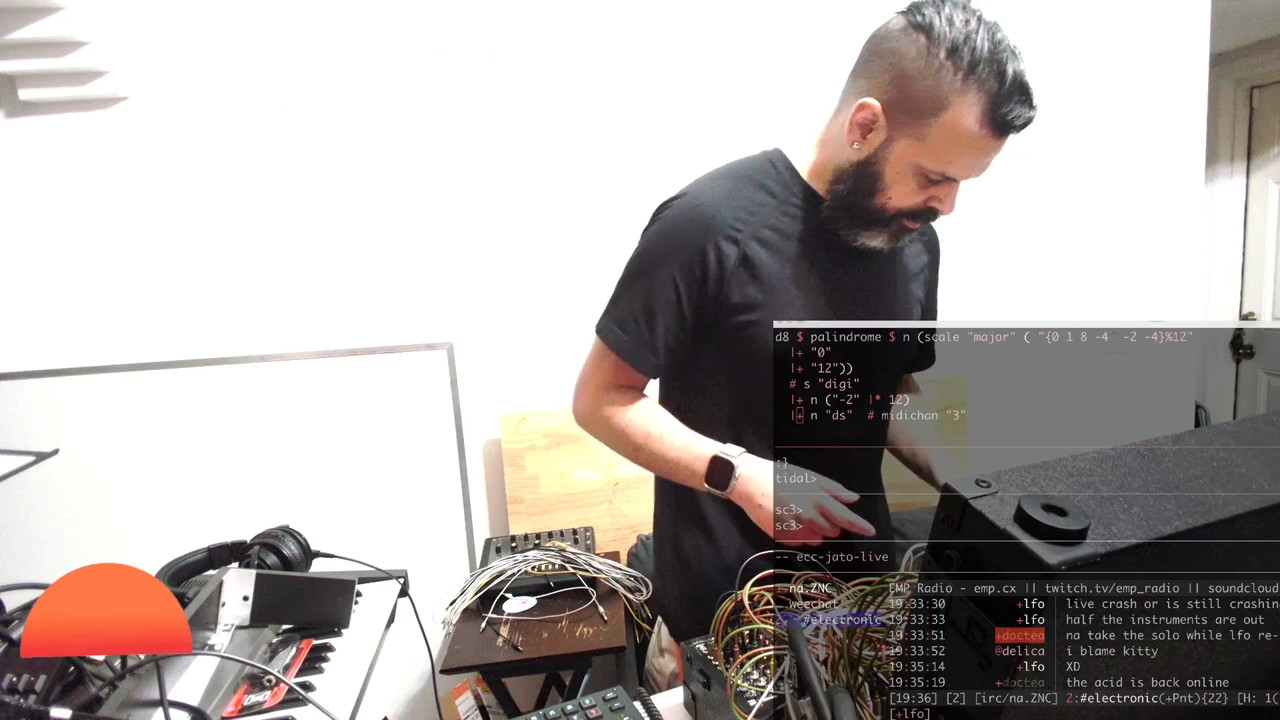 d8 $ palindrome $ n (scale "major" ( "{0 1 8 -4  -2 -4}%12"
|+ "0"
|+ "12"))
# s "digi"
|+ n ("-2" |* 12)
|+ n "ds"  # midichan "3"
:}
tidal>
sc3>
sc3>
-- ecc-jato-live
na.ZNC
weechat
#electronic
EMP Radio - emp.cx || twitch.tv/emp_radio || soundcloud
19:33:30 +lfo live crash or is still crashin
19:33:33 +lfo half the instruments are out
19:33:51 +doctea na take the solo while lfo re-
19:33:52 @delica i blame kitty
19:35:14 +lfo XD
19:35:19 +doctea the acid is back online
[19:36] [2] [irc/na.ZNC] 2:#electronic(+Pnt){22} [H: 1(
[+lfo]